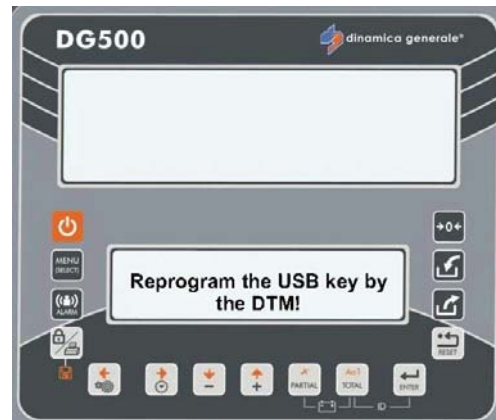 DG500
dinamica generale®
→0←
MENU
(SELECT)
ALARM
Reprogram the USB key by
the DTM!
RESET
PARTIAL
TOTAL
ENTER
ID